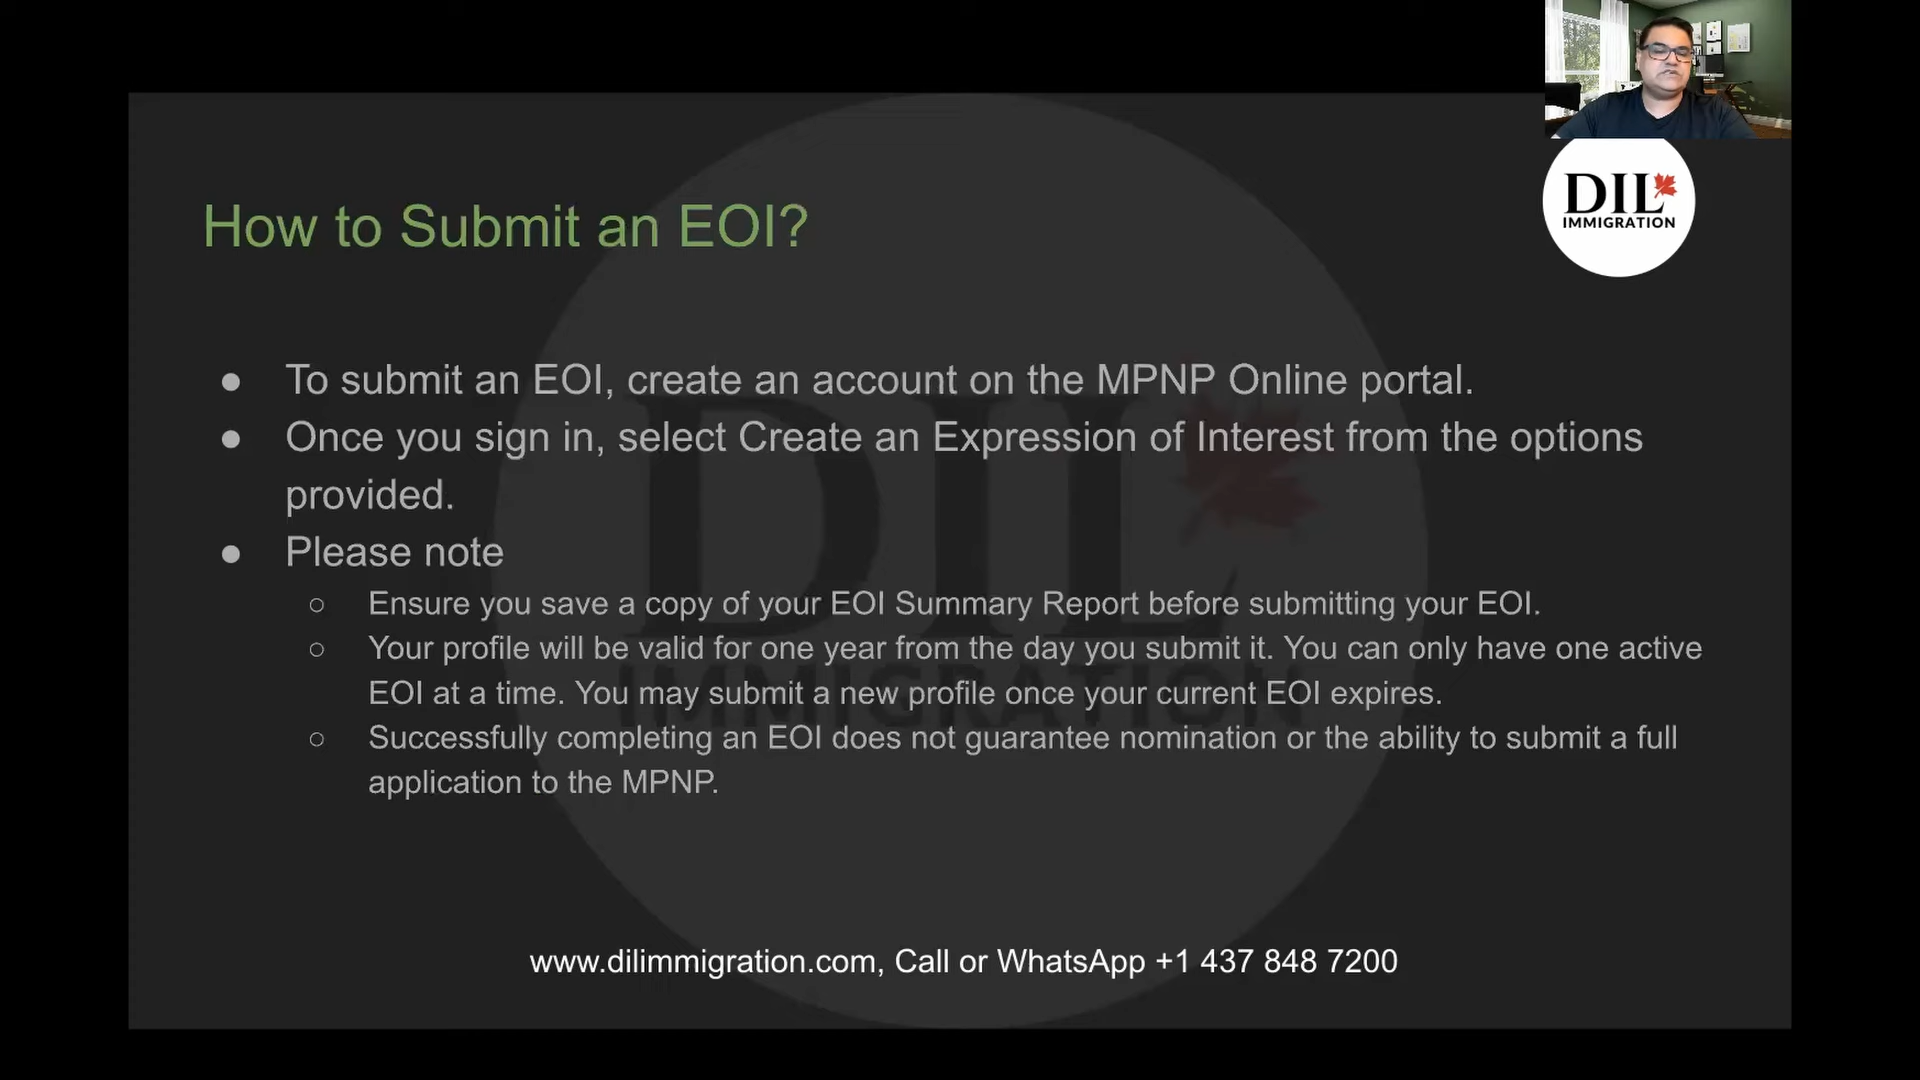 DIL
IMMIGRATION
How to Submit an EOI?
● To submit an EOI, create an account on the MPNP Online portal.
● Once you sign in, select Create an Expression of Interest from the options
provided.
● Please note
○ Ensure you save a copy of your EOI Summary Report before submitting your EOI.
○ Your profile will be valid for one year from the day you submit it. You can only have one active
EOI at a time. You may submit a new profile once your current EOI expires.
○ Successfully completing an EOI does not guarantee nomination or the ability to submit a full
application to the MPNP.
DIL
IMMIGRATION
www.dilimmigration.com, Call or WhatsApp +1 437 848 7200